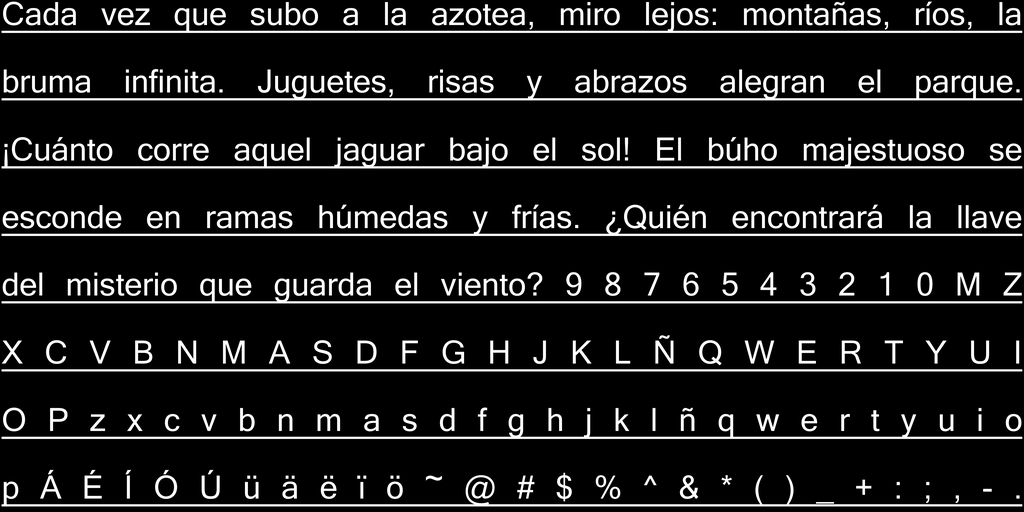 Cada vez que subo a la azotea, miro lejos: montañas, ríos, la
bruma infinita. Juguetes, risas y abrazos alegran el parque.
¡Cuánto corre aquel jaguar bajo el sol! El búho majestuoso se
esconde en ramas húmedas y frías. ¿Quién encontrará la llave
del misterio que guarda el viento? 9 8 7 6 5 4 3 2 1 0 M Z
X C V B N M A S D F G H J K L Ñ Q W E R T Y U I
O P z x c v b n m a s d f g h j k l ñ q w e r t y u i o
p Á É Í Ó Ú ü ä ë ï ö ~ @ # $ % ^ & * ( ) _ + : ; , - .